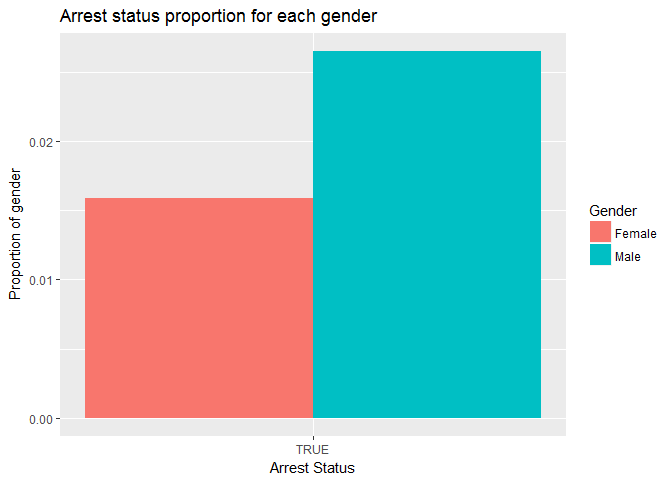 Arrest status proportion for each gender
Proportion of gender
0.02
0.01
0.00
TRUE
Arrest Status
Gender
Female
Male